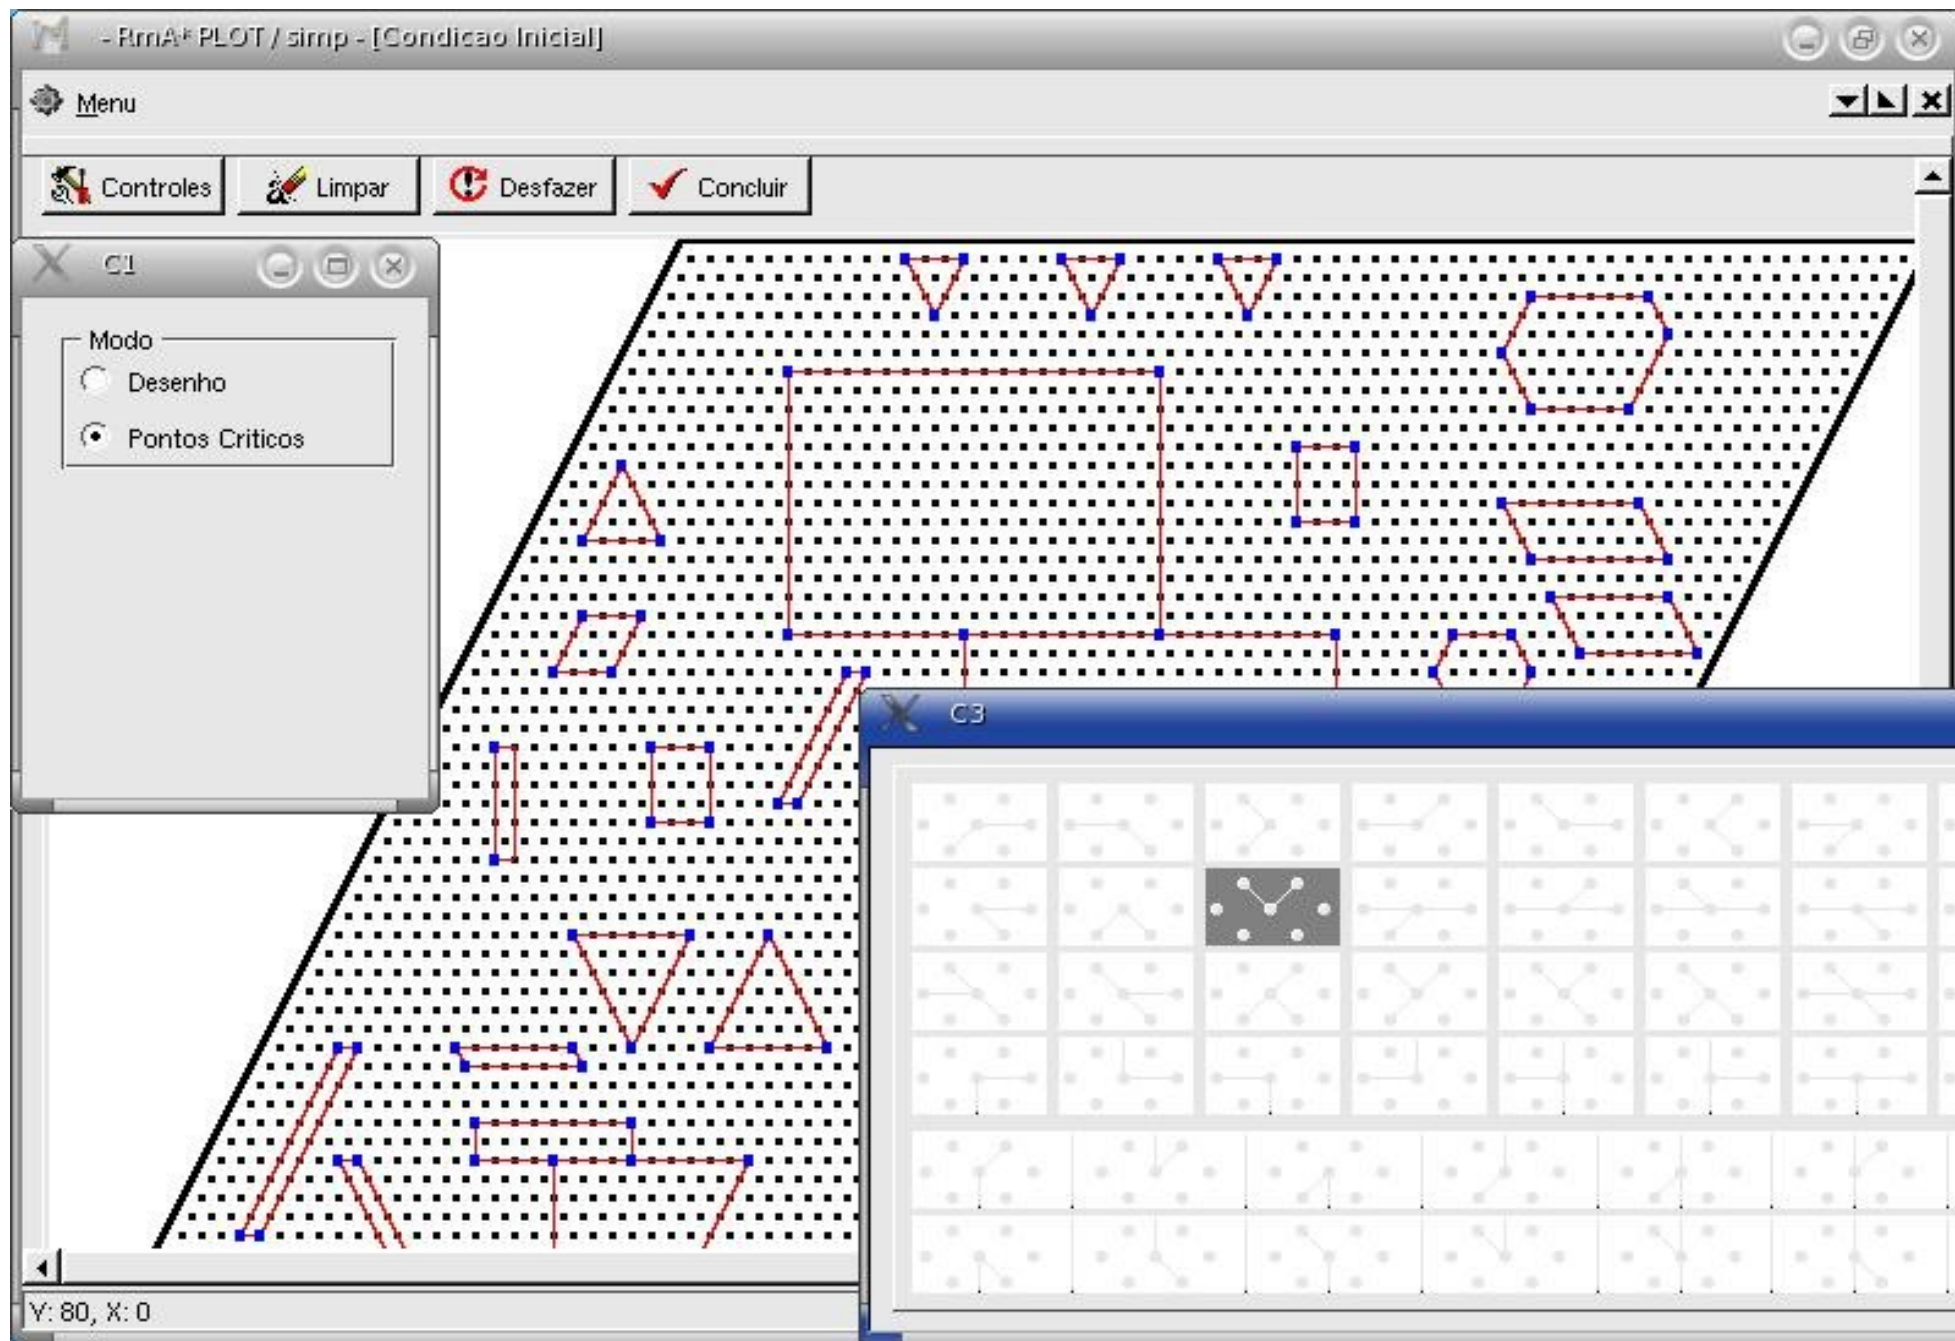 - RmA* PLOT / simp - [Condicao Inicial]
Menu
Controles Limpar Desfazer Concluir
C1
Modo
Desenho
Pontos Criticos
C3
Y: 80, X: 0